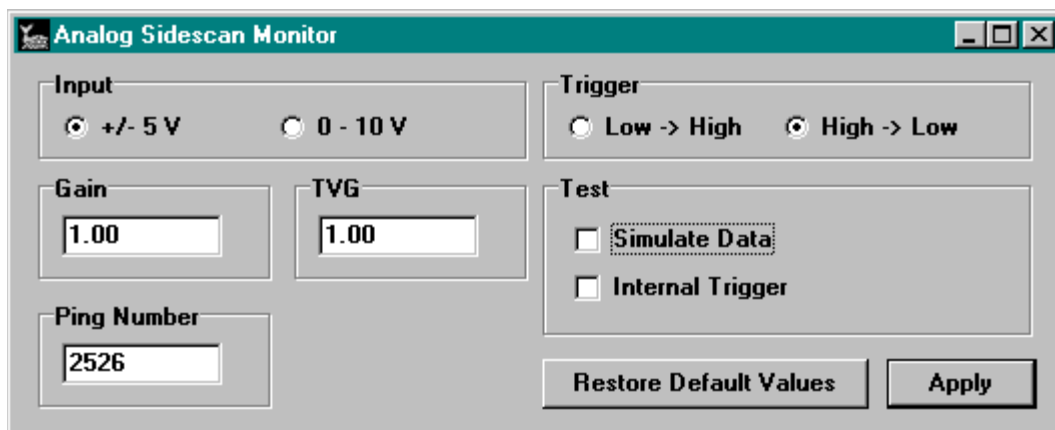 Analog Sidescan Monitor
Input
+/- 5 V
0 - 10 V
Trigger
Low -> High
High -> Low
Gain
1.00
TVG
1.00
Test
Simulate Data
Internal Trigger
Ping Number
2526
Restore Default Values
Apply